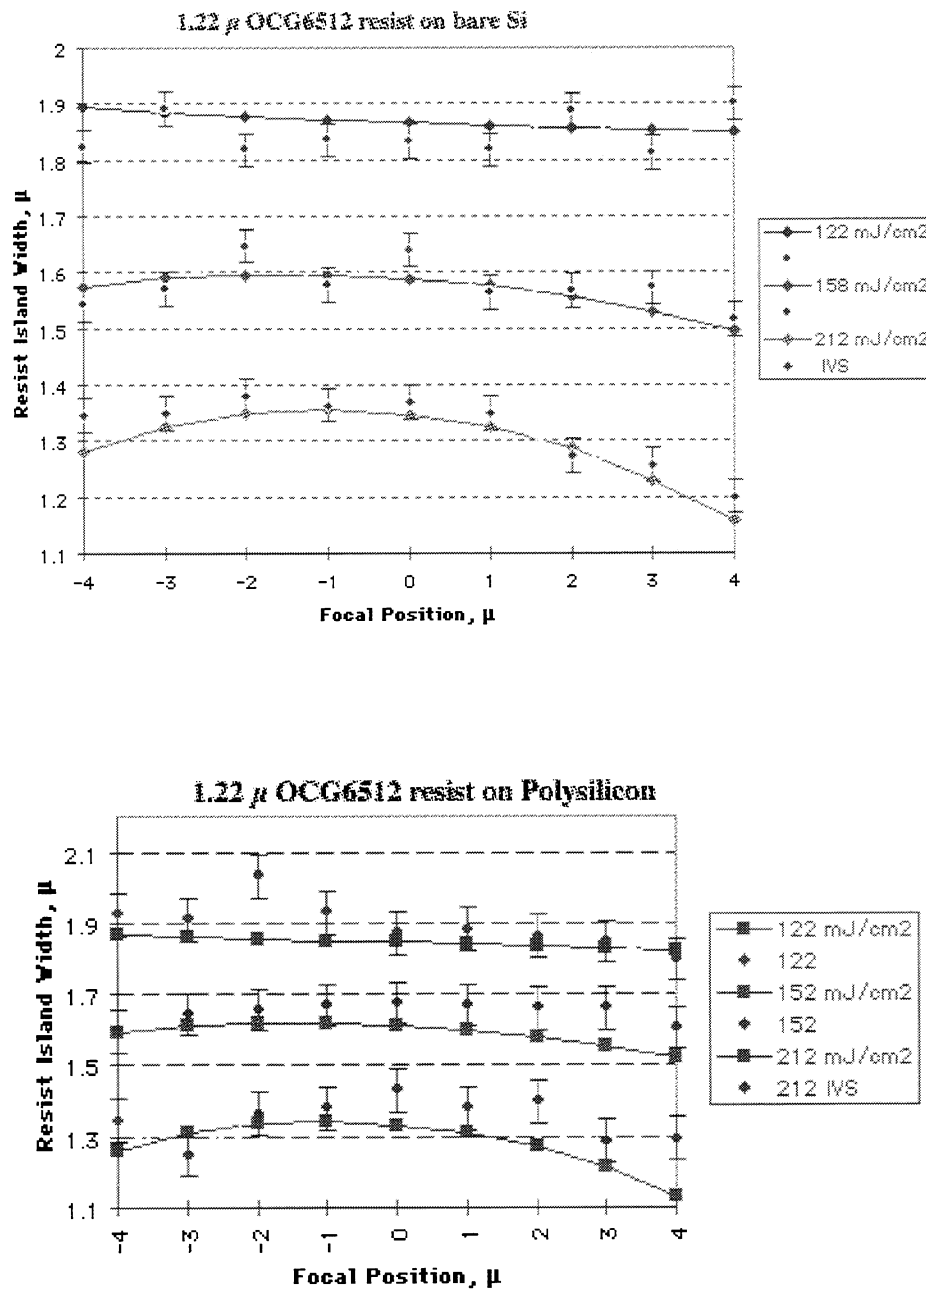 1.22 μ OCG6512 resist on bare Si
2
1.9
1.8
1.7
1.6
1.5
1.4
1.3
1.2
1.1
Resist Island Width, μ
-4 -3 -2 -1 0 1 2 3 4
Focal Position, μ
122 mJ/cm2
158 mJ/cm2
212 mJ/cm2
IVS
1.22 μ OCG6512 resist on Polysilicon
2.1
1.9
1.7
1.5
1.3
1.1
Resist Island Width, μ
-4 -3 -2 -1 0 1 2 3 4
Focal Position, μ
122 mJ/cm2
122
152 mJ/cm2
152
212 mJ/cm2
212 IVS